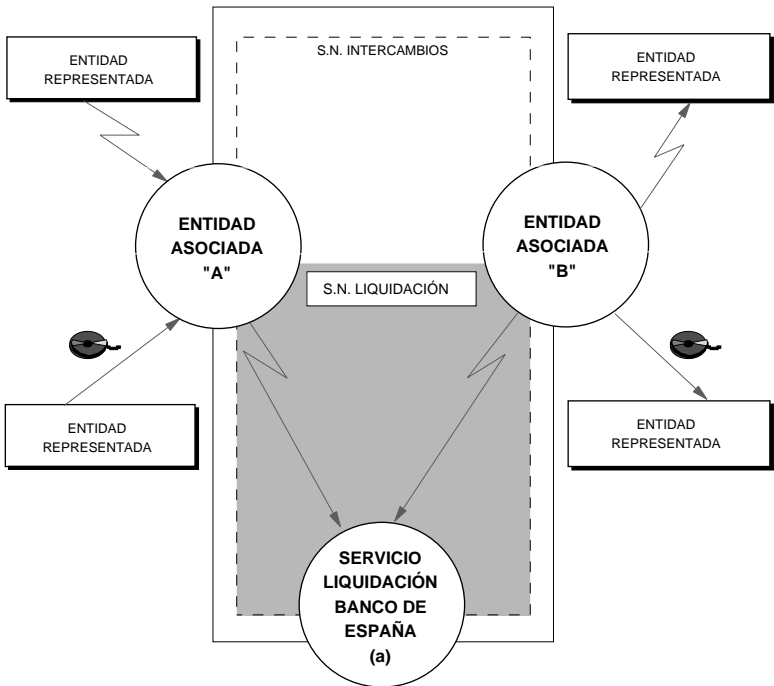 S.N. INTERCAMBIOS
ENTIDAD
REPRESENTADA
ENTIDAD
REPRESENTADA
ENTIDAD
ASOCIADA
"A"
ENTIDAD
ASOCIADA
"B"
S.N. LIQUIDACIÓN
ENTIDAD
REPRESENTADA
ENTIDAD
REPRESENTADA
SERVICIO
LIQUIDACIÓN
BANCO DE
ESPAÑA
(a)